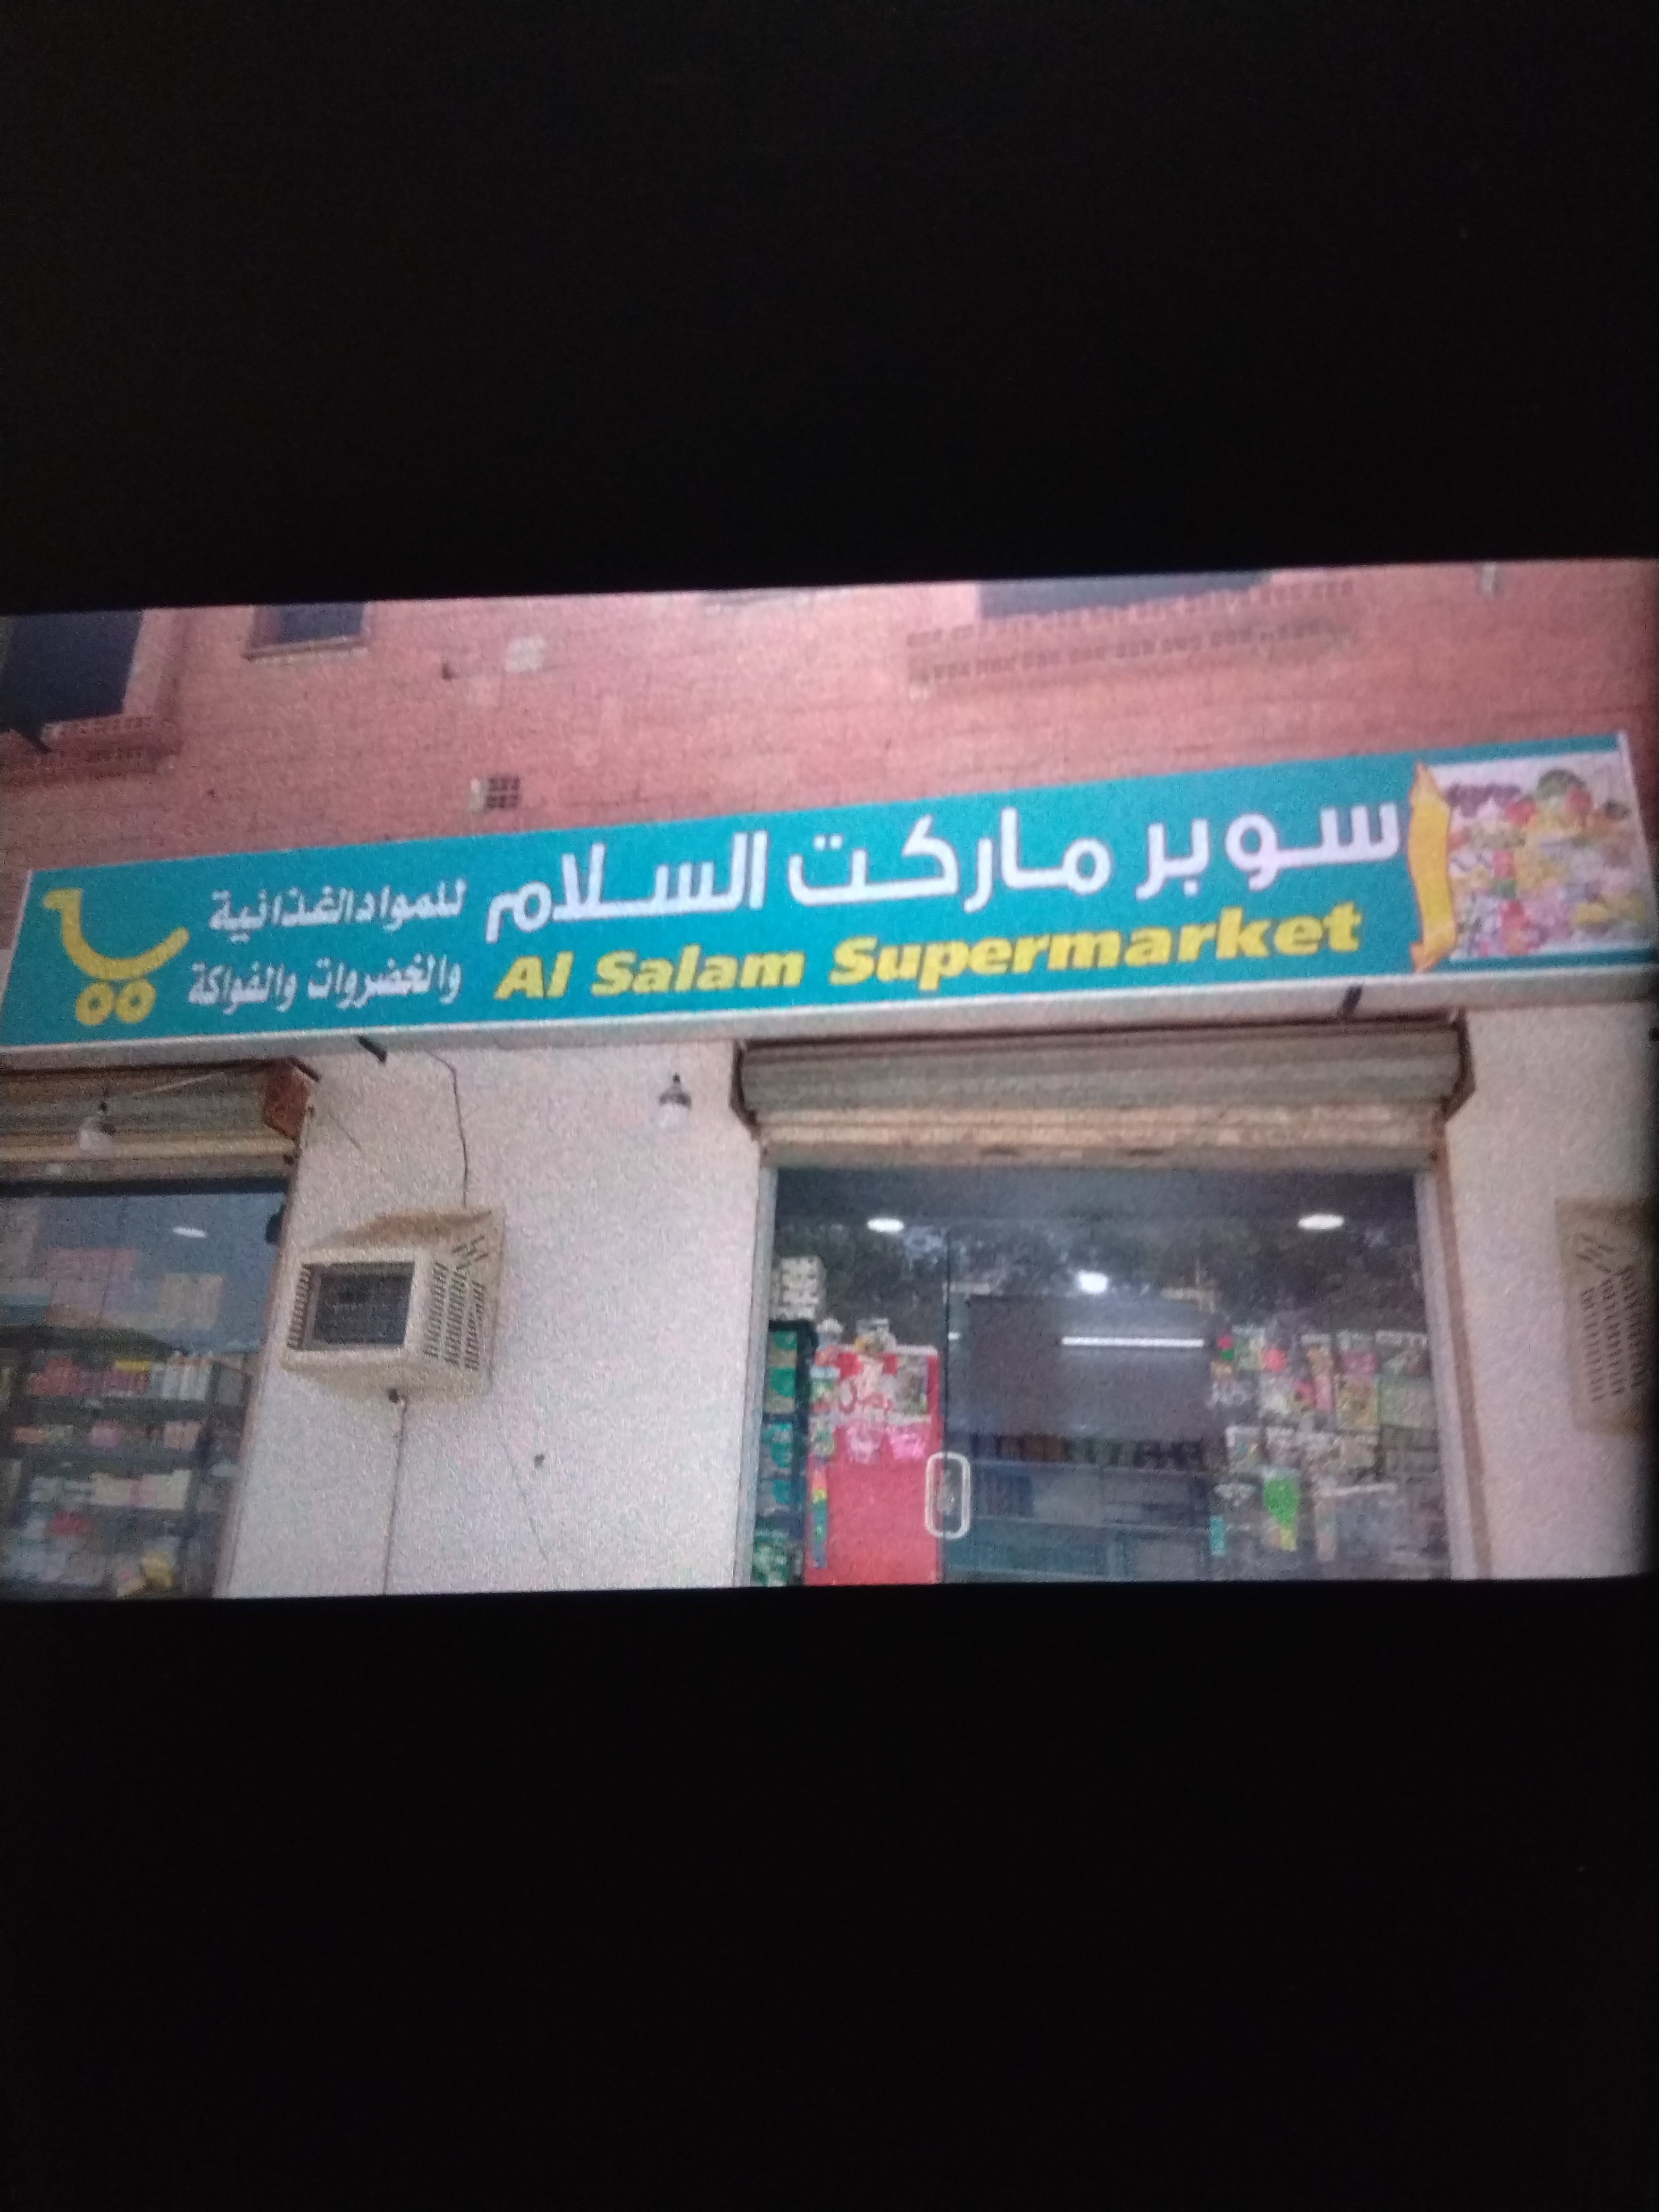 سوبر ماركت السلام
Al Salam Supermarket
للمواد الغذائية
والخضروات والفواكة